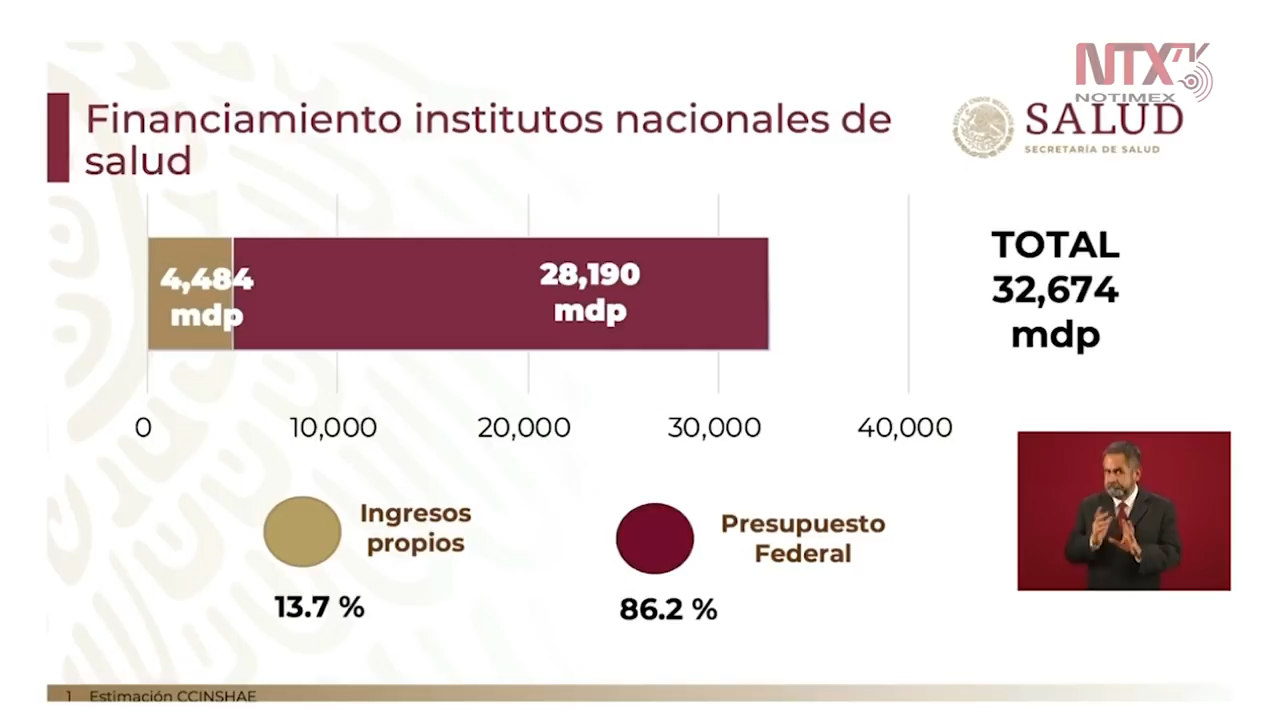 NTX
NOTIMEX
Financiamiento institutos nacionales de
salud
SALUD
SECRETARÍA DE SALUD
4,484
mdp
28,190
mdp
TOTAL
32,674
mdp
0 10,000 20,000 30,000 40,000
Ingresos
propios
13.7 %
Presupuesto
Federal
86.2 %
1 Estimación CCINSHAE